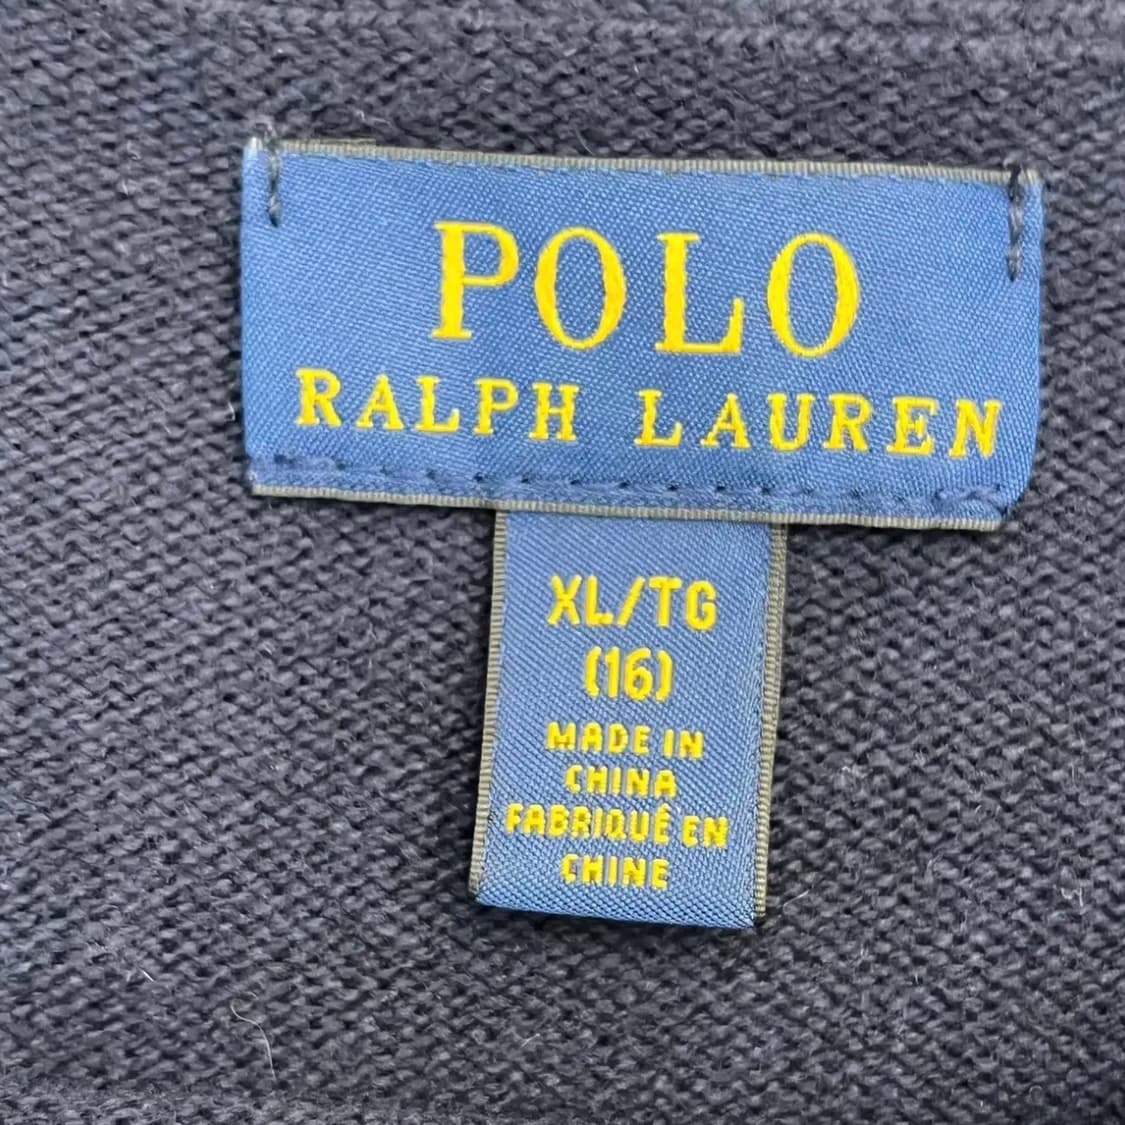 POLO
RALPH LAUREN
XL/TG
(16)
MADE IN
CHINA
FABRIQUÉ EN
CHINE